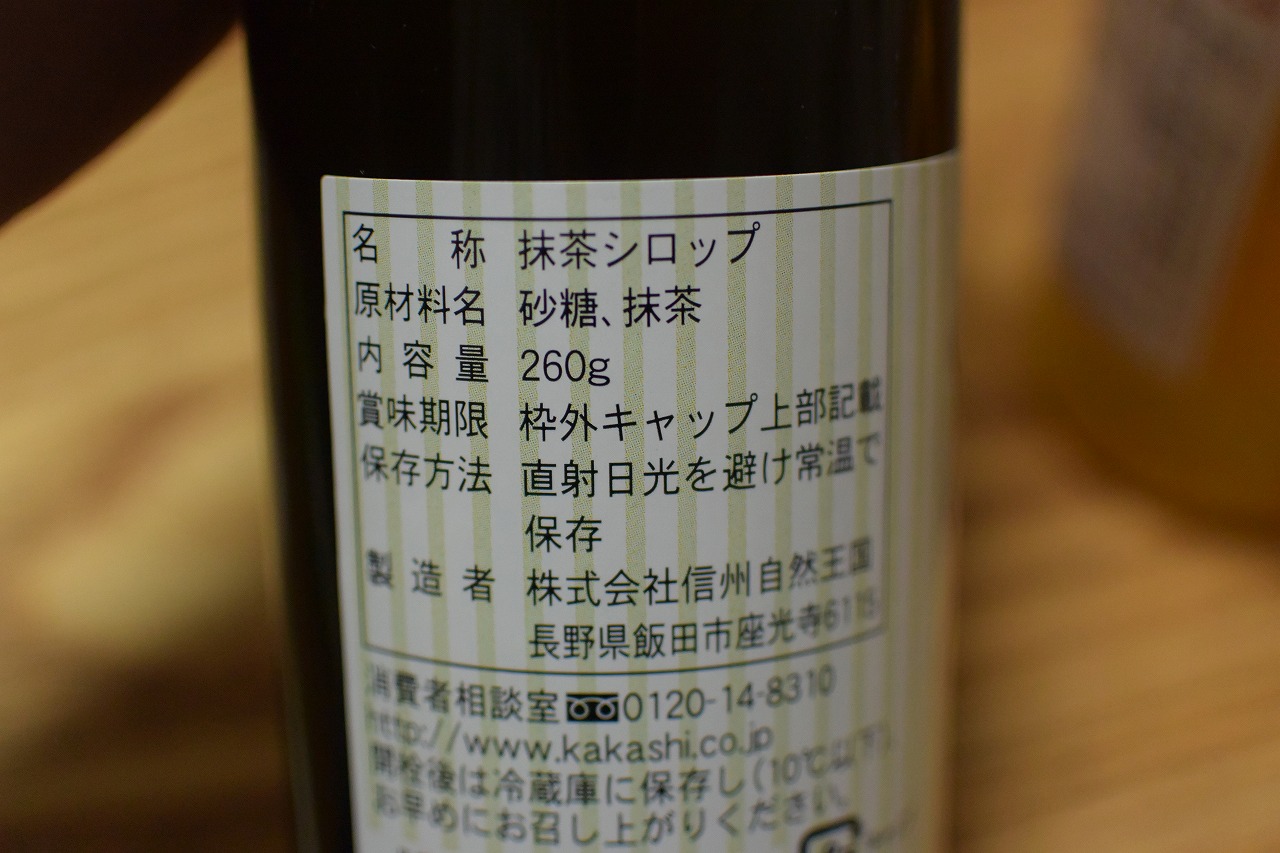 名称 抹茶シロップ
原材料名 砂糖、抹茶
内容量 260g
賞味期限 枠外キャップ上部記載
保存方法 直射日光を避け常温で
保存
製造者 株式会社信州自然王国
長野県飯田市座光寺6115
消費者相談室 0120-14-8310
http://www.kakashi.co.jp
開栓後は冷蔵庫に保存し(10℃以下)、
お早めにお召し上がりください。